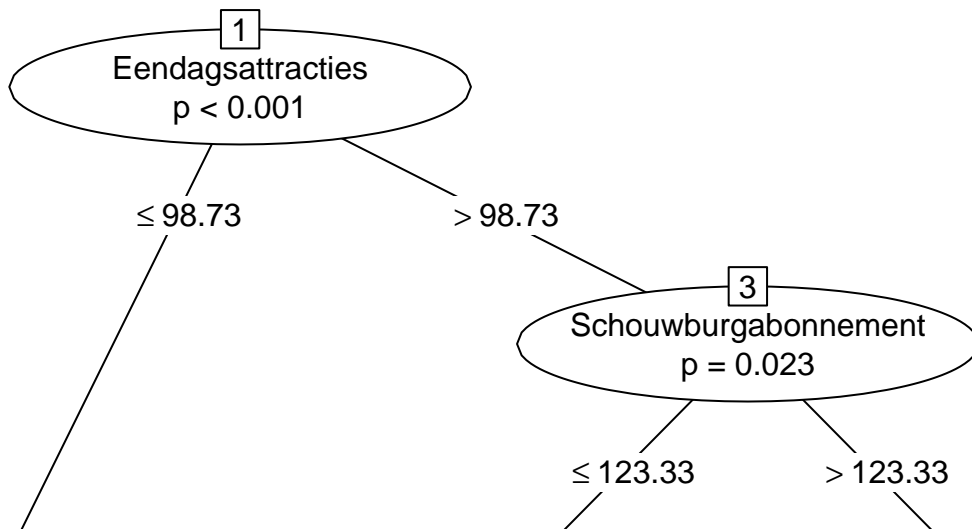 1
Eendagsattracties
p < 0.001
≤ 98.73
> 98.73
3
Schouwburgabonnement
p = 0.023
≤ 123.33
> 123.33